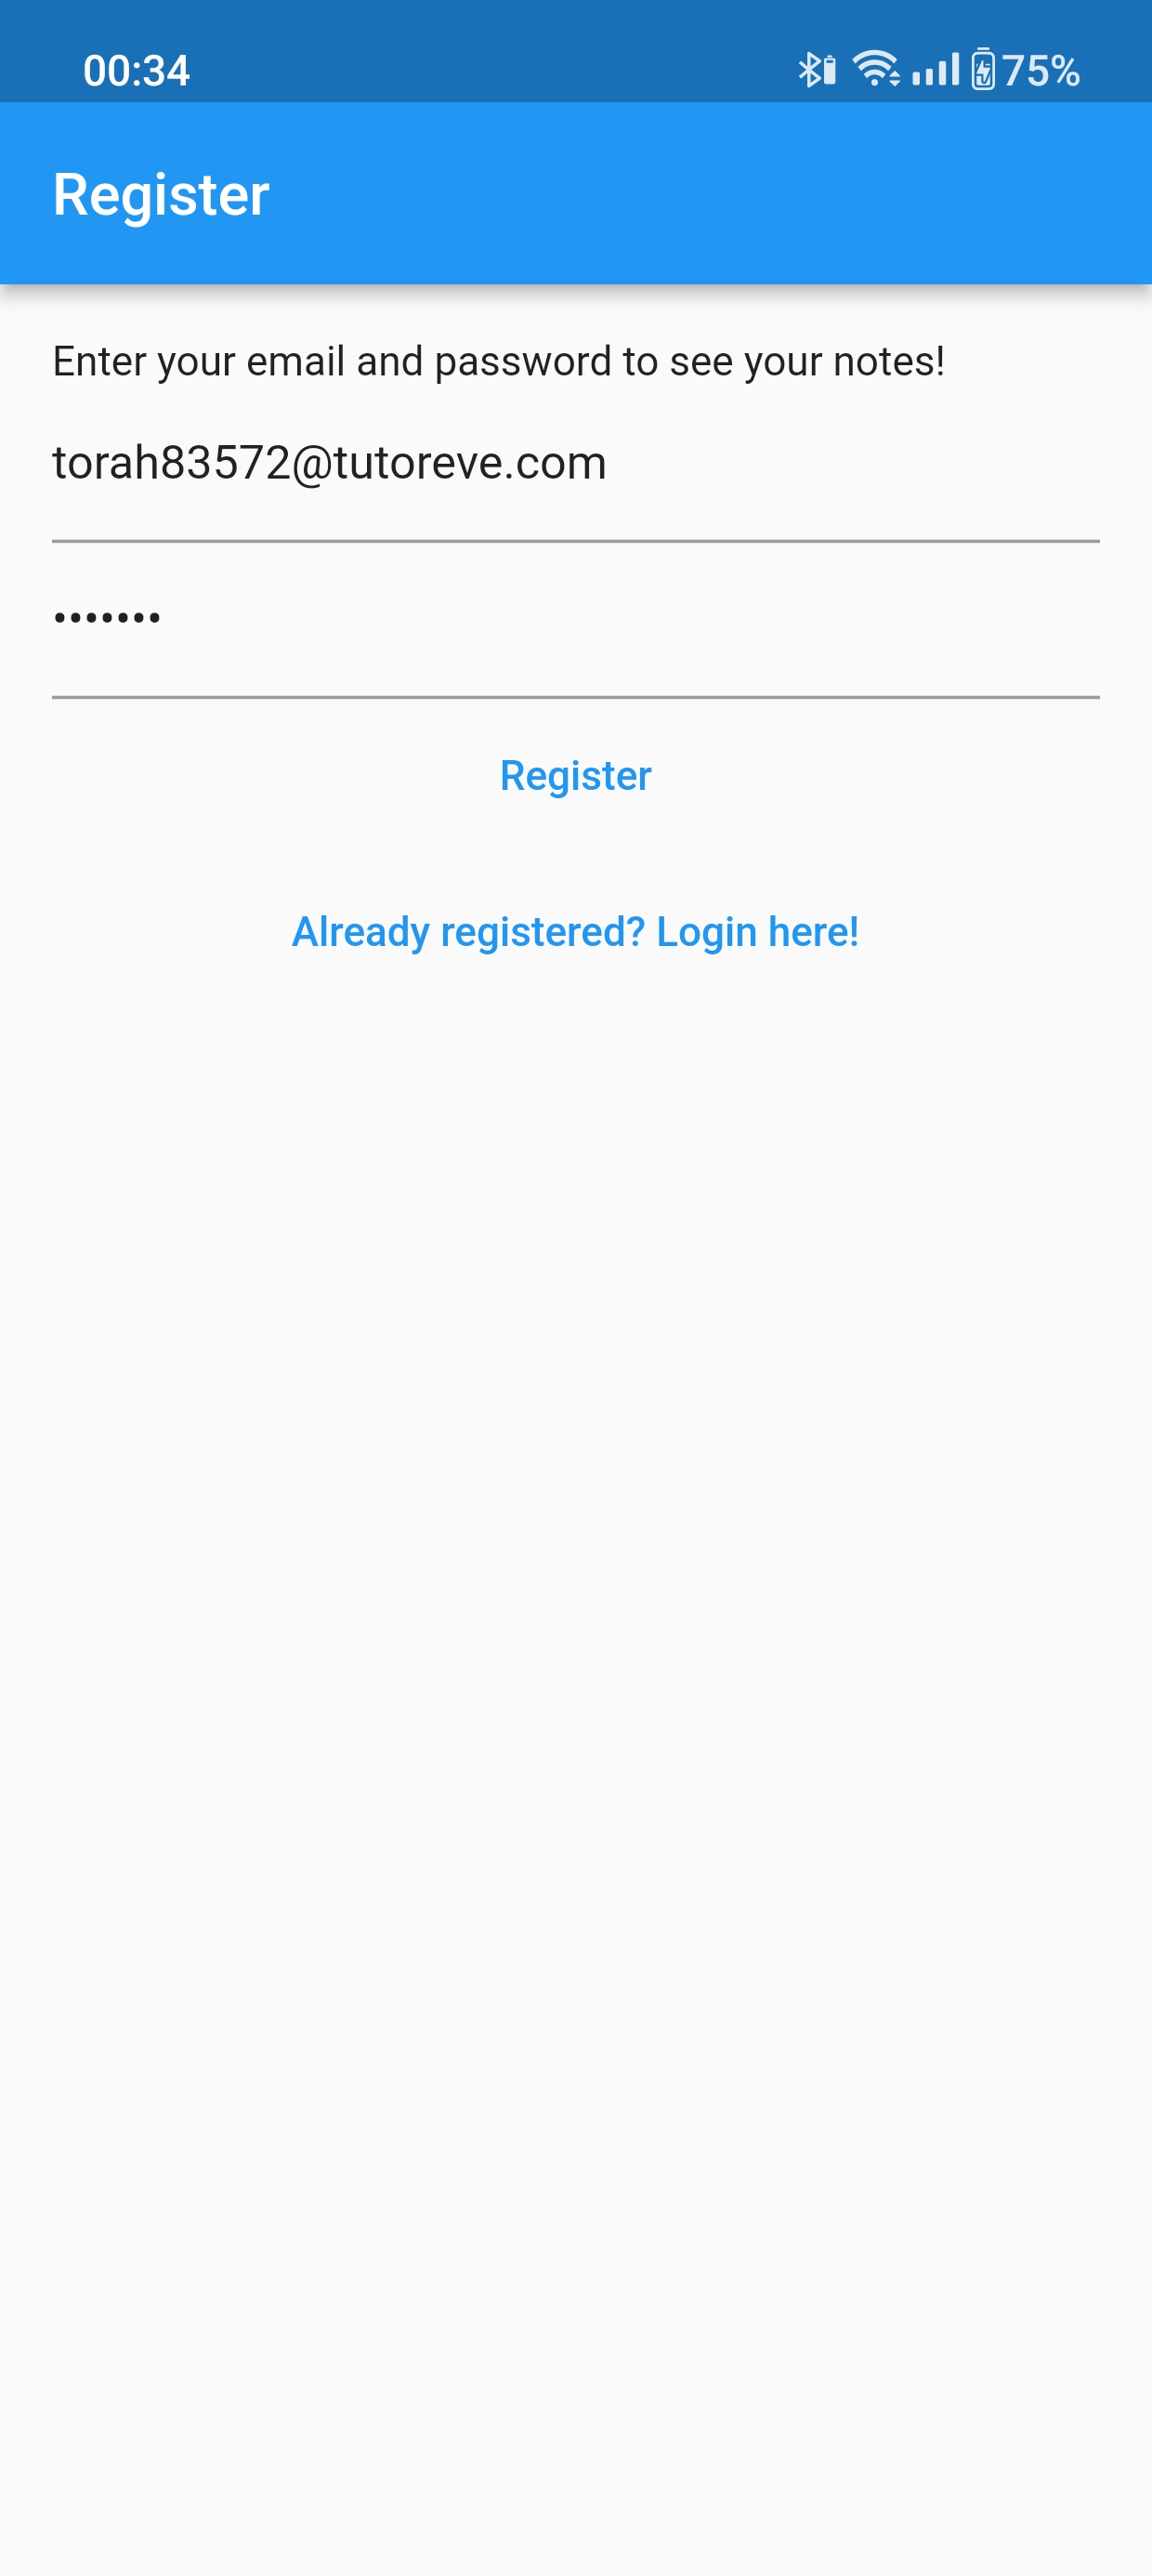 00:34 75%
Register
Enter your email and password to see your notes!
torah83572@tutoreve.com
•••••••
Register
Already registered? Login here!